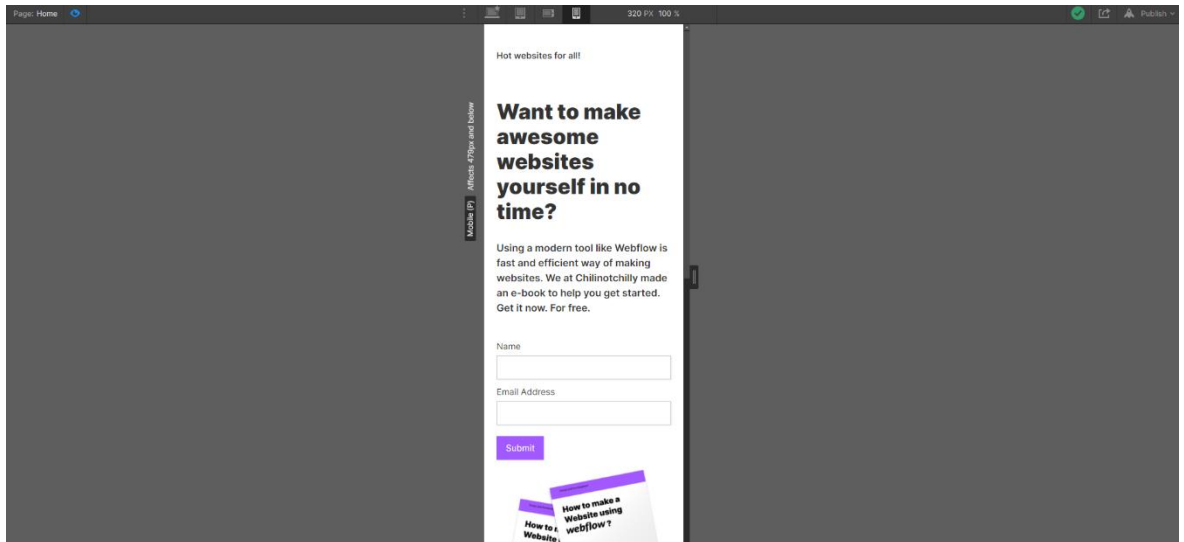 Page: Home
320 PX 100 %
Publish
Affects 479px and below
Mobile (P)
Hot websites for all!
Want to make
awesome
websites
yourself in no
time?
Using a modern tool like Webflow is
fast and efficient way of making
websites. We at Chilinotchilly made
an e-book to help you get started.
Get it now. For free.
Name
Email Address
Submit
How to make a
Website using
webflow ?
How to
Website